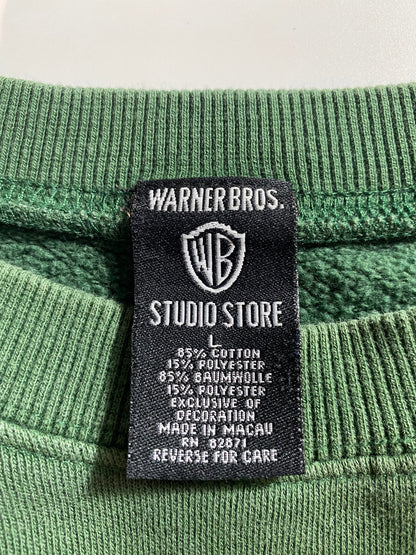 WARNER BROS.
WB
STUDIO STORE
L
85% COTTON
15% POLYESTER
85% BAUMWOLLE
15% POLYESTER
EXCLUSIVE OF
DECORATION
MADE IN MACAU
RN 82871
REVERSE FOR CARE